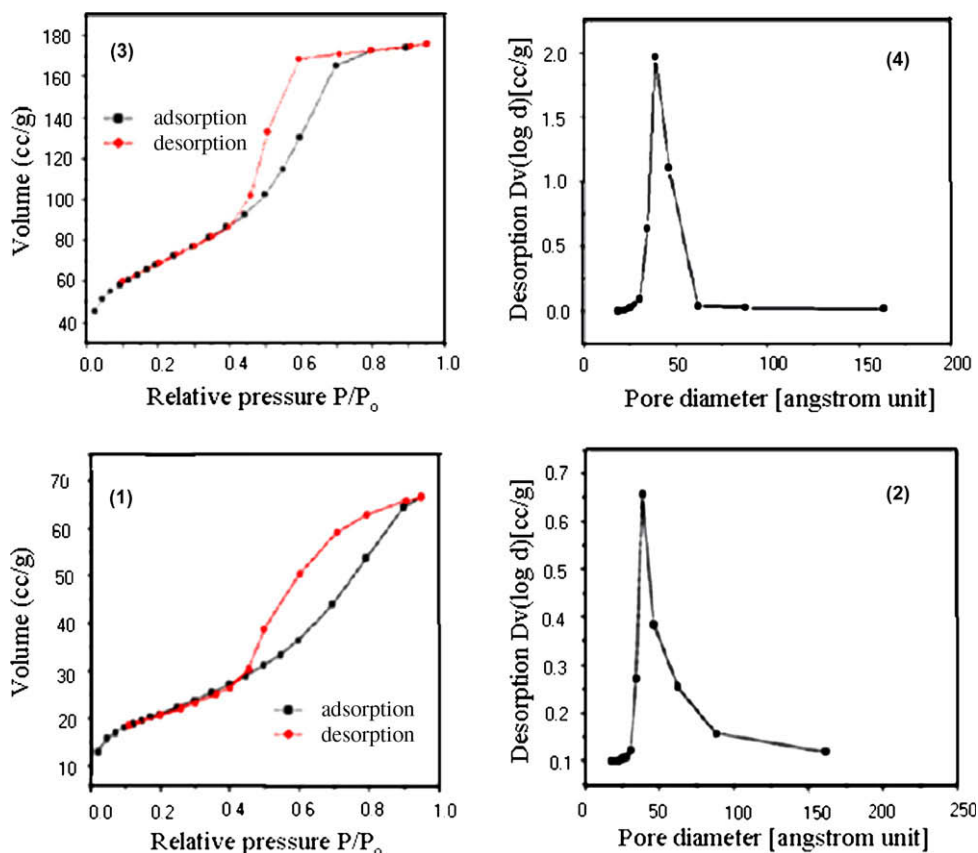 (3)
180
160
140
120
100
80
60
40
Volume (cc/g)
adsorption
desorption
0.0 0.2 0.4 0.6 0.8 1.0
Relative pressure P/Po
(4)
2.0
1.5
1.0
0.5
0.0
Desorption Dv(log d)[cc/g]
0 50 100 150 200
Pore diameter [angstrom unit]
(1)
70
60
50
40
30
20
10
Volume (cc/g)
adsorption
desorption
0.0 0.2 0 4 0.6 0.8 1.0
Relative pressure P/Po
(2)
0.7
0.6
0.5
0.4
0.3
0.2
0.1
Desorption Dv(log d)[cc/g]
0 50 100 150 200 250
Pore diameter [angstrom unit]